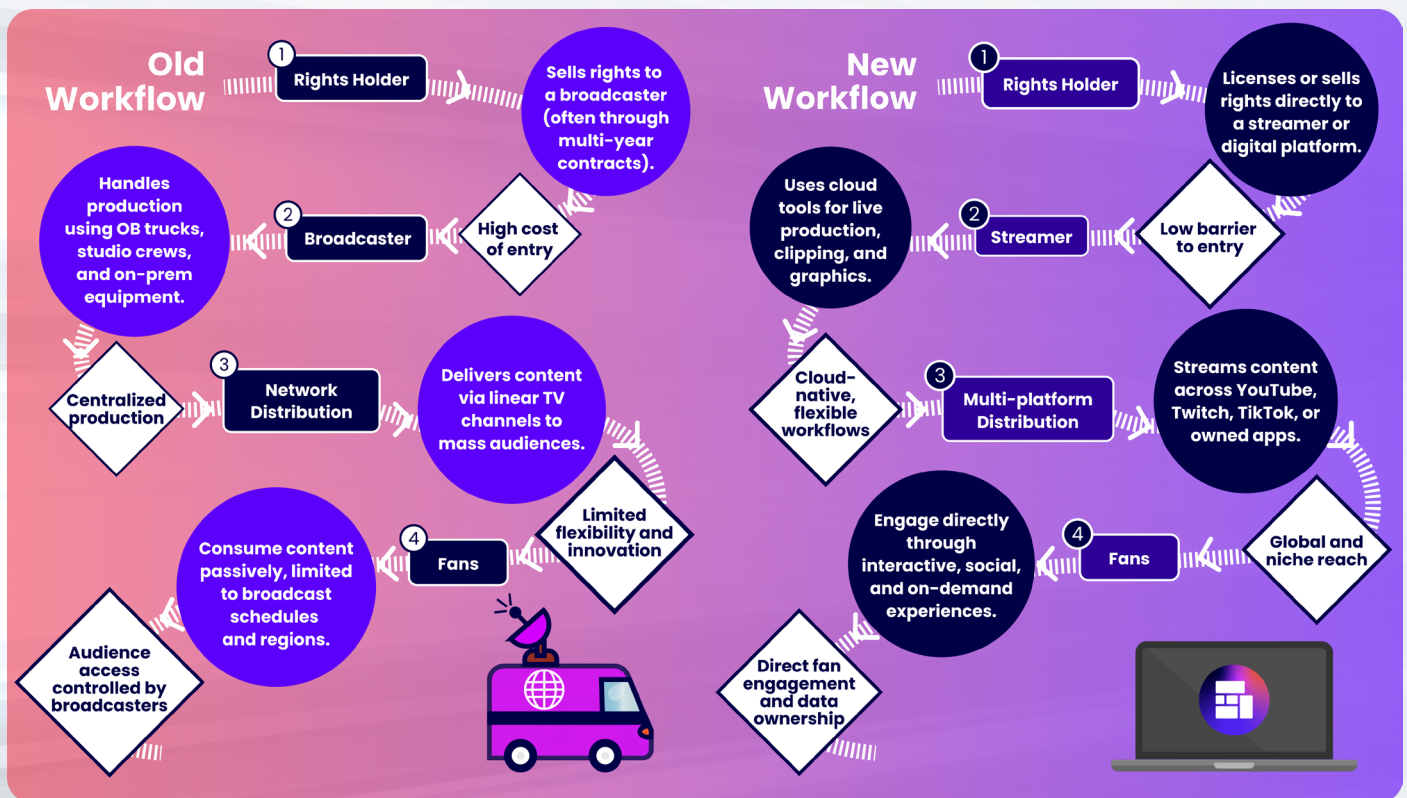 Old
Workflow
1
Rights Holder
Sells rights to
a broadcaster
(often through
multi-year
contracts).
High cost
of entry
2
Broadcaster
Handles
production
using OB trucks,
studio crews,
and on-prem
equipment.
Centralized
production
3
Network
Distribution
Delivers content
via linear TV
channels to
mass audiences.
Limited
flexibility and
innovation
4
Fans
Consume content
passively, limited
to broadcast
schedules
and regions.
Audience
access
controlled by
broadcasters
New
Workflow
1
Rights Holder
Licenses or sells
rights directly to
a streamer or
digital platform.
Low barrier
to entry
2
Streamer
Uses cloud
tools for live
production,
clipping, and
graphics.
Cloud-
native,
flexible
workflows
3
Multi-platform
Distribution
Streams content
across YouTube,
Twitch, TikTok, or
owned apps.
Global and
niche reach
4
Fans
Engage directly
through
interactive, social,
and on-demand
experiences.
Direct fan
engagement
and data
ownership